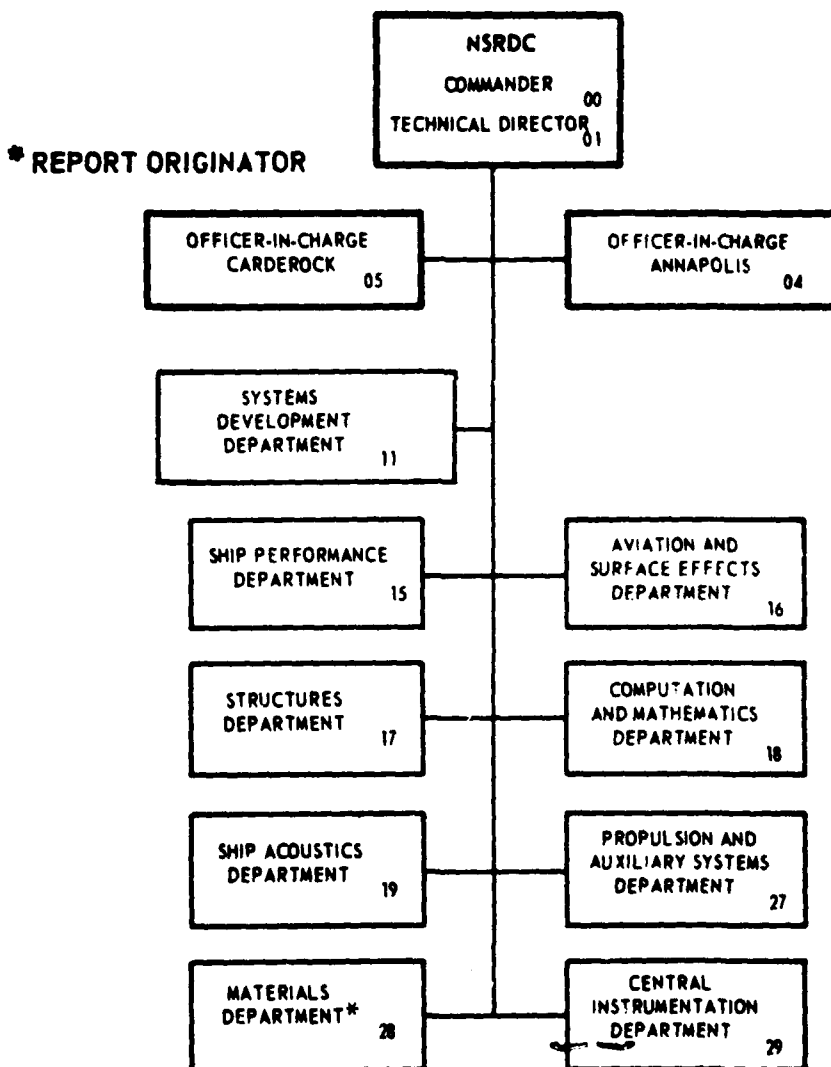 NSRDC
COMMANDER
00
TECHNICAL DIRECTOR
01
* REPORT ORIGINATOR
OFFICER-IN-CHARGE
CARDEROCK
05
OFFICER-IN-CHARGE
ANNAPOLIS
04
SYSTEMS
DEVELOPMENT
DEPARTMENT
11
SHIP PERFORMANCE
DEPARTMENT
15
AVIATION AND
SURFACE EFFECTS
DEPARTMENT
16
STRUCTURES
DEPARTMENT
17
COMPUTATION
AND MATHEMATICS
DEPARTMENT
18
SHIP ACOUSTICS
DEPARTMENT
19
PROPULSION AND
AUXILIARY SYSTEMS
DEPARTMENT
27
MATERIALS
DEPARTMENT*
28
CENTRAL
INSTRUMENTATION
DEPARTMENT
29